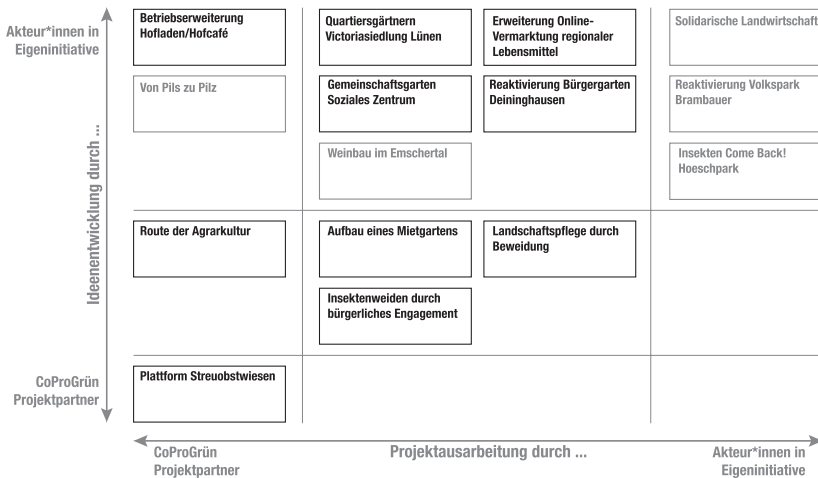 Akteur*innen in
Eigeninitiative
Ideenentwicklung durch ...
CoProGrün
Projektpartner
Betriebserweiterung
Hofladen/Hofcafé
Quartiersgärtnern
Victoriasiedlung Lünen
Erweiterung Online-
Vermarktung regionaler
Lebensmittel
Solidarische Landwirtschaft
Von Pils zu Pilz
Gemeinschaftsgarten
Soziales Zentrum
Reaktivierung Bürgergarten
Deininghausen
Reaktivierung Volkspark
Brambauer
Weinbau im Emschertal
Insekten Come Back!
Hoeschpark
Route der Agrarkultur
Aufbau eines Mietgartens
Landschaftspflege durch
Beweidung
Insektenweiden durch
bürgerliches Engagement
Plattform Streuobstwiesen
CoProGrün
Projektpartner
Projektausarbeitung durch ...
Akteur*innen in
Eigeninitiative